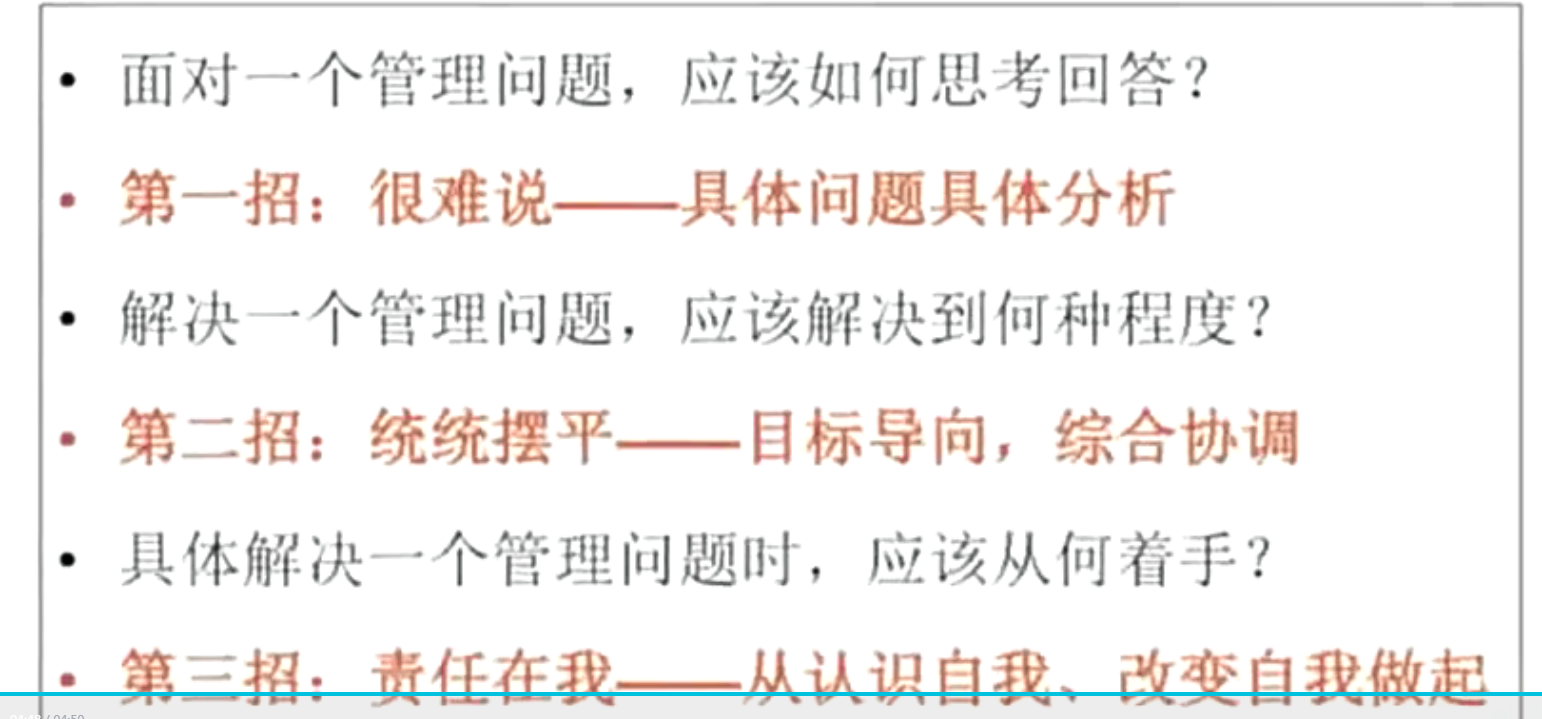 • 面对一个管理问题，应该如何思考回答？
• 第一招：很难说——具体问题具体分析
• 解决一个管理问题，应该解决到何种程度？
• 第二招：统统摆平——目标导向，综合协调
• 具体解决一个管理问题时，应该从何着手？
• 第三招：责任在我——从认识自我、改变自我做起